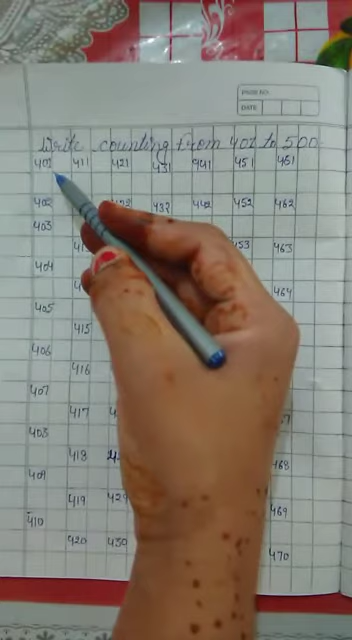 PAGE NO.
DATE
Write counting from 401 to 500
401 411 421 431 441 451 461
402 432 442 452 462
403 453 463
404 464
405
415
406
416
407
417
408
418 468
409
419 429 469
410
420 430 470